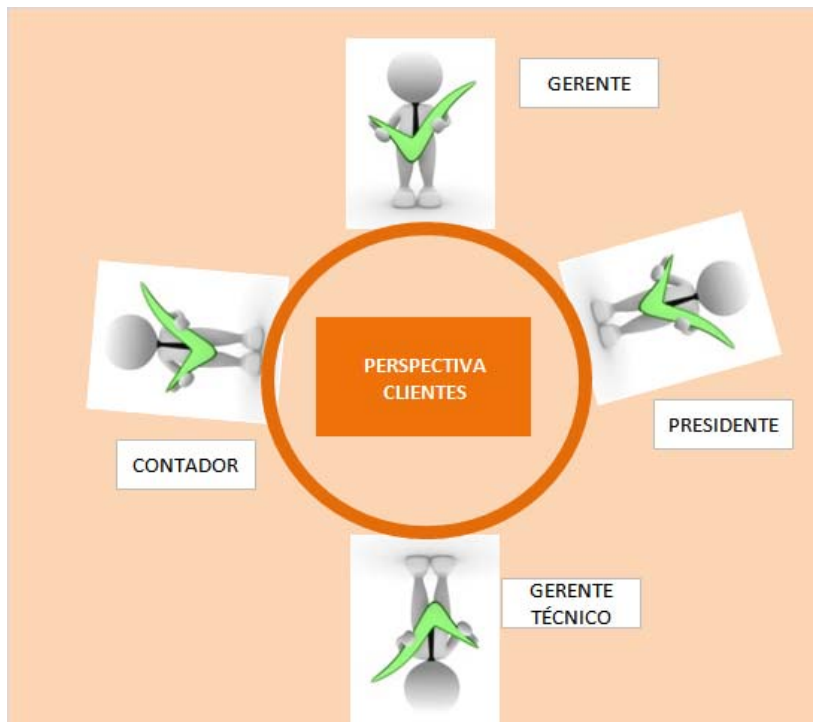 GERENTE
PERSPECTIVA
CLIENTES
PRESIDENTE
CONTADOR
GERENTE
TÉCNICO